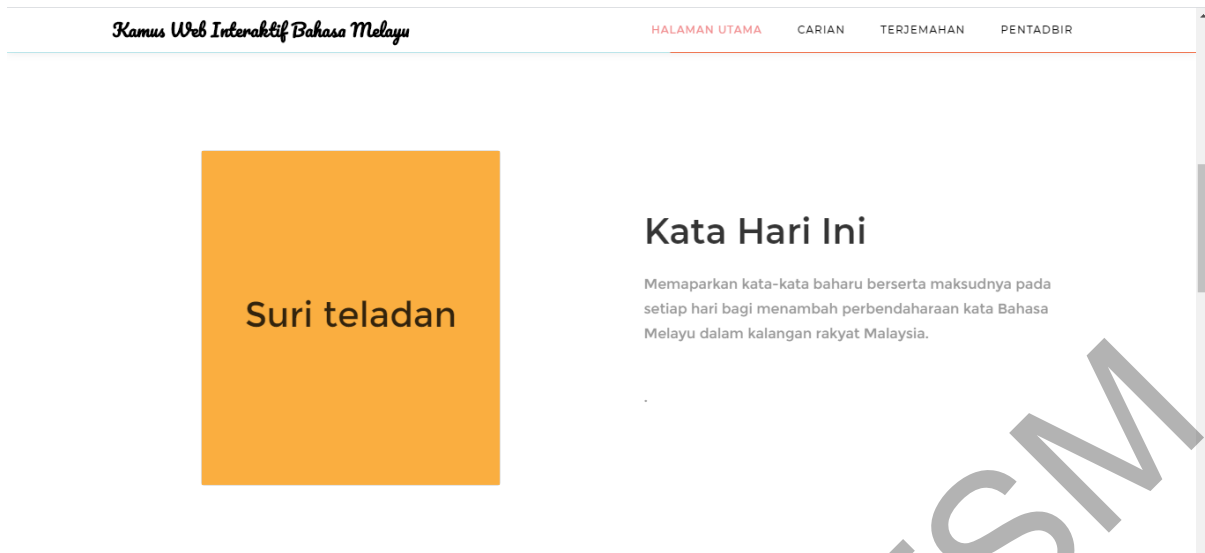 Kamus Web Interaktif Bahasa Melayu
HALAMAN UTAMA CARIAN TERJEMAHAN PENTADBIR
Suri teladan
Kata Hari Ini
Memaparkan kata-kata baharu berserta maksudnya pada
setiap hari bagi menambah perbendaharaan kata Bahasa
Melayu dalam kalangan rakyat Malaysia.
.
SM